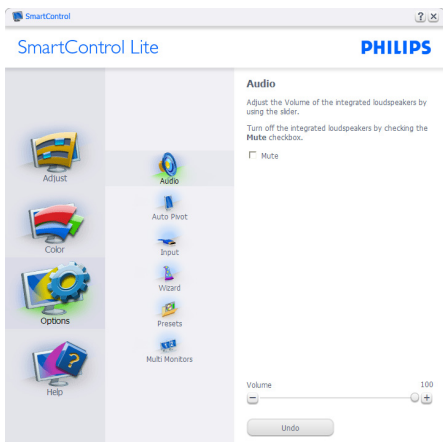 SmartControl
? x
SmartControl Lite
PHILIPS
Adjust
Color
Options
Help
Audio
Auto Pivot
Input
Wizard
Presets
1/2
Multi Monitors
Audio
Adjust the Volume of the integrated loudspeakers by
using the slider.
Turn off the integrated loudspeakers by checking the
Mute checkbox.
Mute
Volume 100
Undo